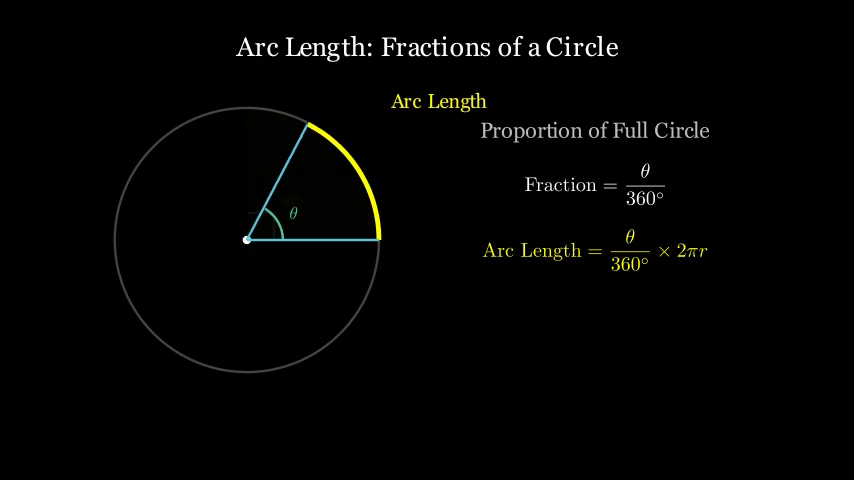 Arc Length: Fractions of a Circle
Arc Length
Proportion of Full Circle
Fraction = θ/360°
Arc Length = θ/360° × 2πr
θ